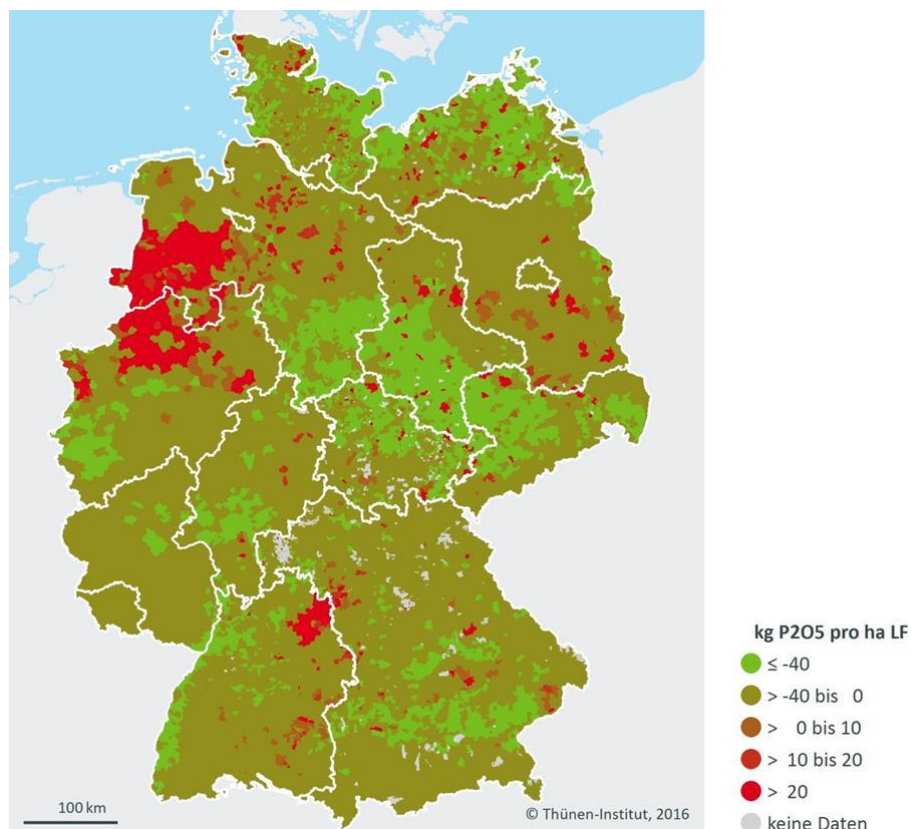 kg P2O5 pro ha LF
≤ -40
> -40 bis 0
> 0 bis 10
> 10 bis 20
> 20
keine Daten
100 km
© Thünen-Institut, 2016